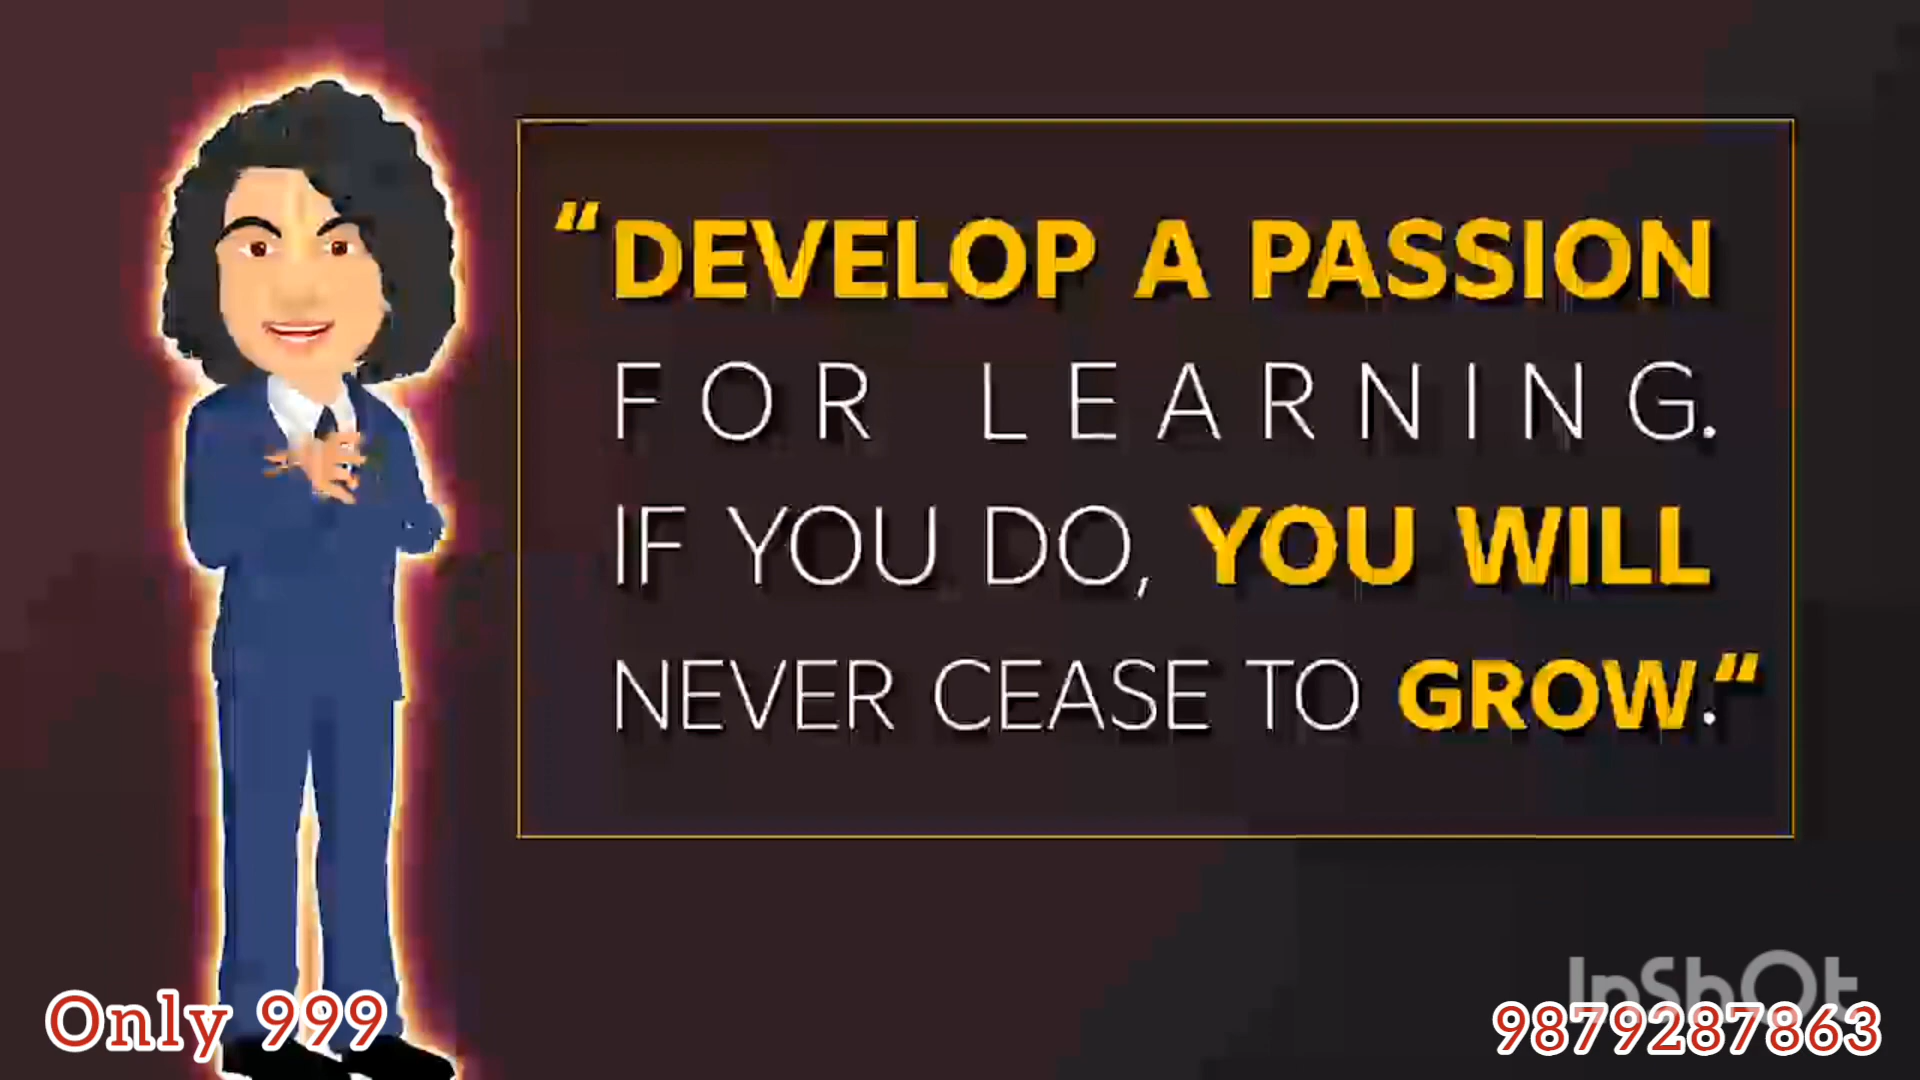 “DEVELOP A PASSION
FOR LEARNING.
IF YOU DO, YOU WILL
NEVER CEASE TO GROW.“
InShOt
Only 999
9879287863